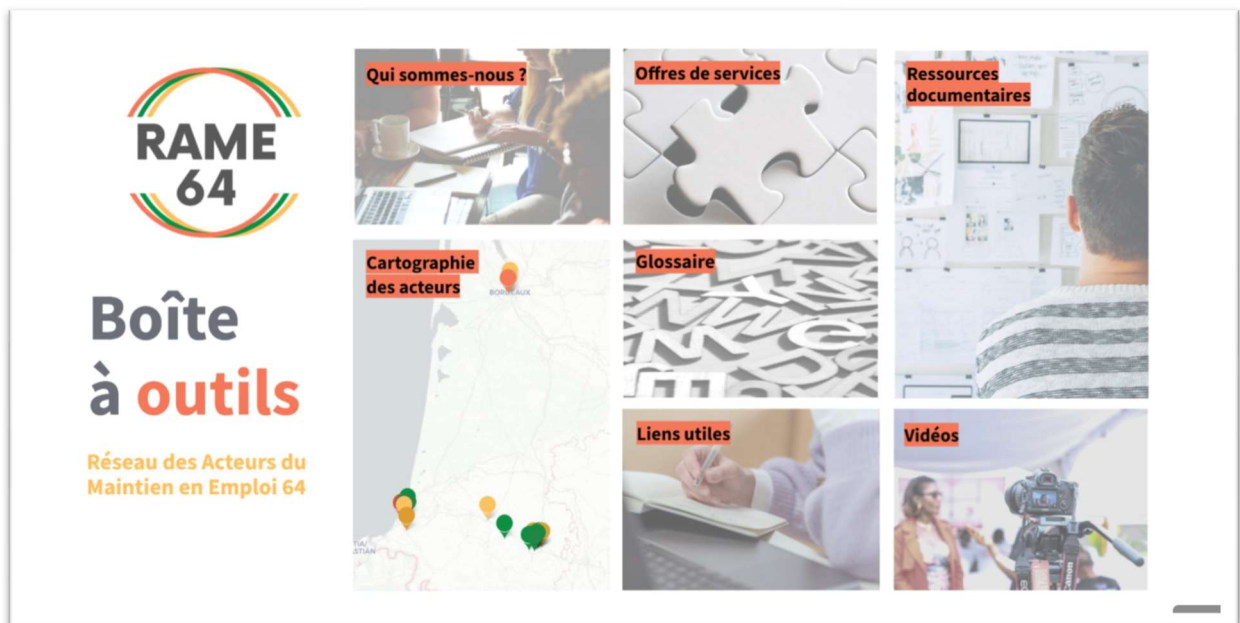 RAME
64
Boîte
à outils
Réseau des Acteurs du
Maintien en Emploi 64
Qui sommes-nous ?
Offres de services
Ressources
documentaires
Cartographie
des acteurs
BORDEAUX
Glossaire
Liens utiles
Vidéos
Canon